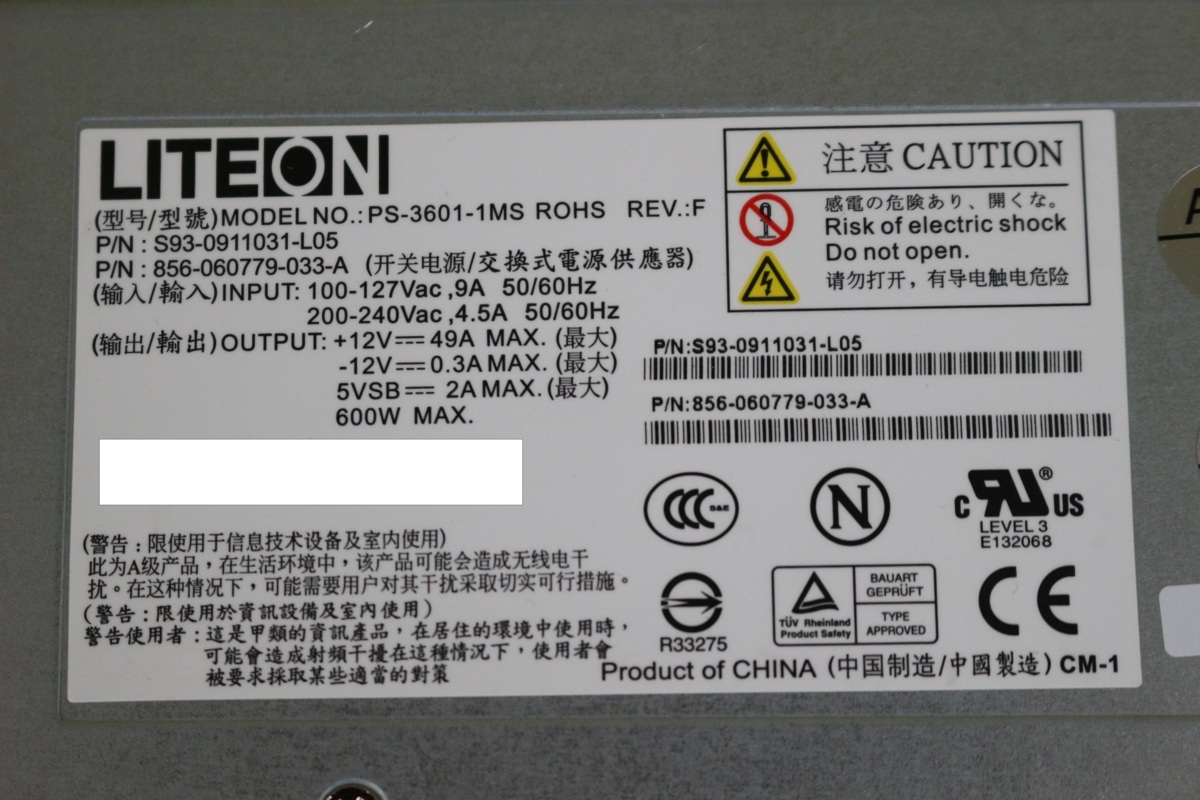 LITEON
(型号/型號)MODEL NO.: PS-3601-1MS ROHS REV.:F
P/N : S93-0911031-L05
P/N : 856-060779-033-A (开关电源/交換式電源供應器)
(输入/輸入)INPUT: 100-127Vac ,9A 50/60Hz
200-240Vac ,4.5A 50/60Hz
(输出/輸出)OUTPUT: +12V⎓49A MAX. (最大)
-12V⎓0.3A MAX. (最大)
5VSB⎓ 2A MAX. (最大)
600W MAX.
(警告 : 限使用于信息技术设备及室内使用)
此为A级产品，在生活环境中，该产品可能会造成无线电干
扰。在这种情况下，可能需要用户对其干扰采取切实可行措施。
(警告 : 限使用於資訊設備及室內使用)
警告使用者 : 這是甲類的資訊產品，在居住的環境中使用時，
可能會造成射頻干擾在這種情況下，使用者會
被要求採取某些適當的對策
注意 CAUTION
感電の危険あり、開くな。
Risk of electric shock
Do not open.
请勿打开，有导电触电危险
P/N:S93-0911031-L05
P/N:856-060779-033-A
CCC S&E
N
c RU ® US
LEVEL 3
E132068
R33275
TÜV Rheinland
Product Safety
BAUART
GEPRÜFT
TYPE
APPROVED
CE
Product of CHINA (中国制造/中國製造) CM-1